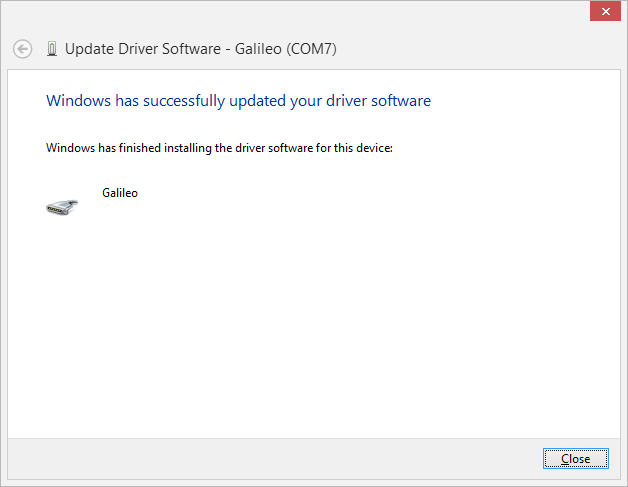 Update Driver Software - Galileo (COM7)
Windows has successfully updated your driver software
Windows has finished installing the driver software for this device:
Galileo
Close